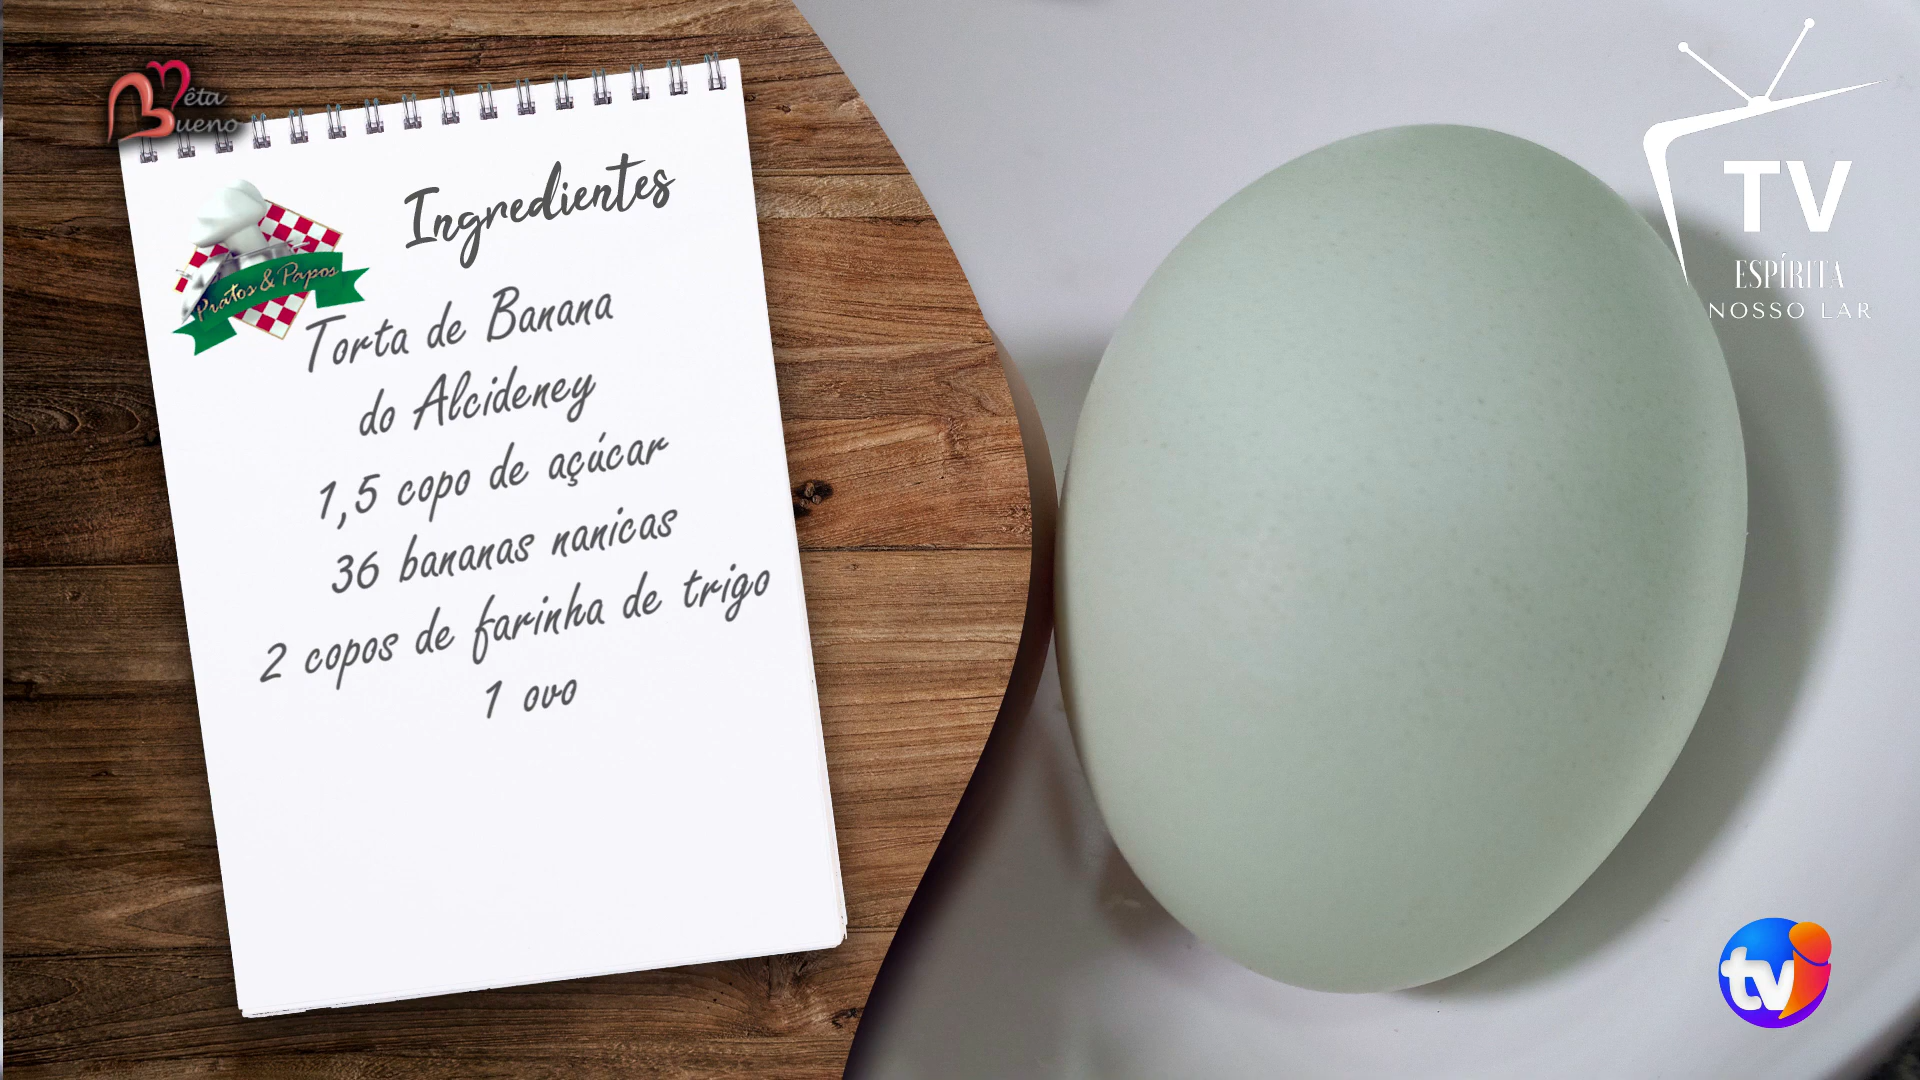 Mêta
Bueno
Ingredientes
Pratos & Papos
Torta de Banana
do Alcideney
1,5 copo de açúcar
36 bananas nanicas
2 copos de farinha de trigo
1 ovo
TV
ESPÍRITA
NOSSO LAR
tvi